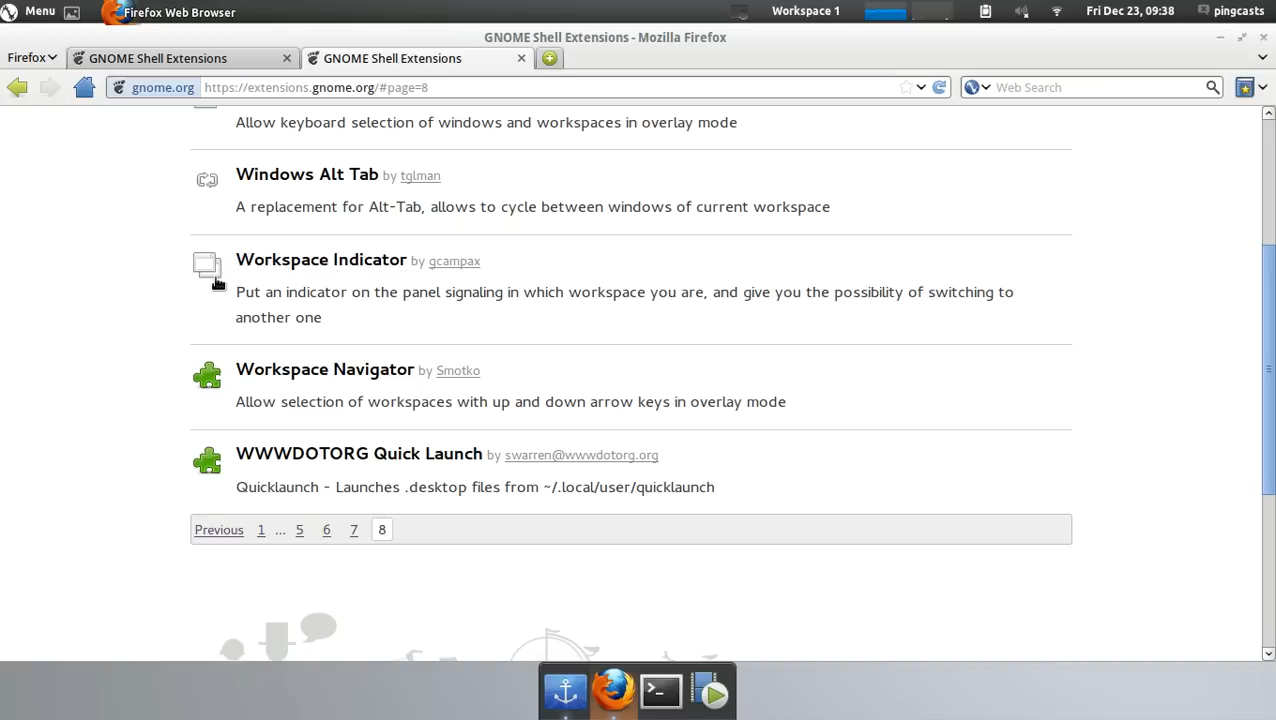 Menu Firefox Web Browser Workspace 1 Fri Dec 23, 09:38 pingcasts
GNOME Shell Extensions - Mozilla Firefox
Firefox GNOME Shell Extensions GNOME Shell Extensions
gnome.org https://extensions.gnome.org/#page=8 Web Search
Allow keyboard selection of windows and workspaces in overlay mode
Windows Alt Tab by tglman
A replacement for Alt-Tab, allows to cycle between windows of current workspace
Workspace Indicator by gcampax
Put an indicator on the panel signaling in which workspace you are, and give you the possibility of switching to
another one
Workspace Navigator by Smotko
Allow selection of workspaces with up and down arrow keys in overlay mode
WWWDOTORG Quick Launch by swarren@wwwdotorg.org
Quicklaunch - Launches .desktop files from ~/.local/user/quicklaunch
Previous 1 ... 5 6 7 8